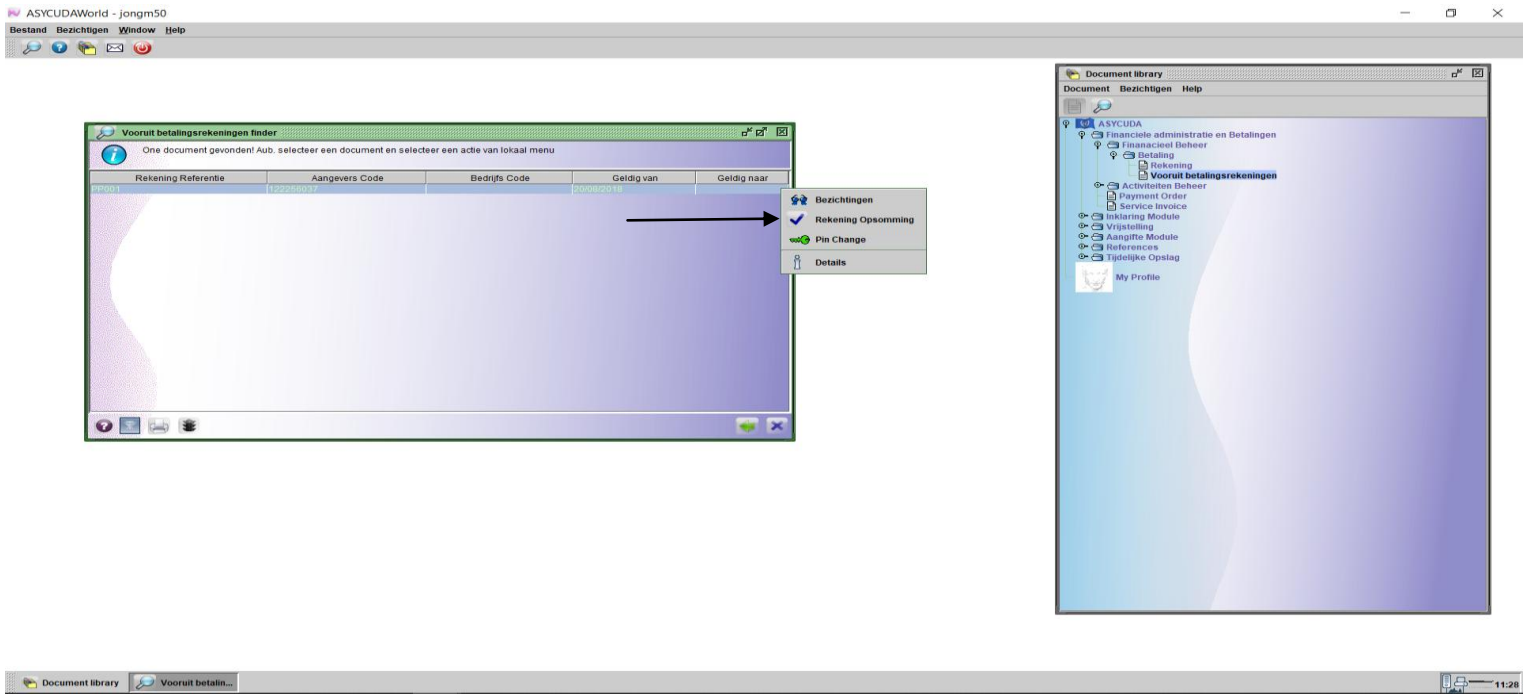 ASYCUDAWorld - jongm50
Bestand Bezichtigen Window Help
Vooruit betalingsrekeningen finder
One document gevonden! Aub. selecteer een document en selecteer een actie van lokaal menu
Rekening Referentie Aangevers Code Bedrijfs Code Geldig van Geldig naar
PP001 122256037 20/08/2018
Bezichtingen
Rekening Opsomming
Pin Change
Details
Document library
Document Bezichtigen Help
ASYCUDA
Financiele administratie en Betalingen
Finanacieel Beheer
Betaling
Rekening
Vooruit betalingsrekeningen
Activiteiten Beheer
Payment Order
Service Invoice
Inklaring Module
Vrijstelling
Aangifte Module
References
Tijdelijke Opslag
My Profile
Document library Vooruit betalin... 11:28